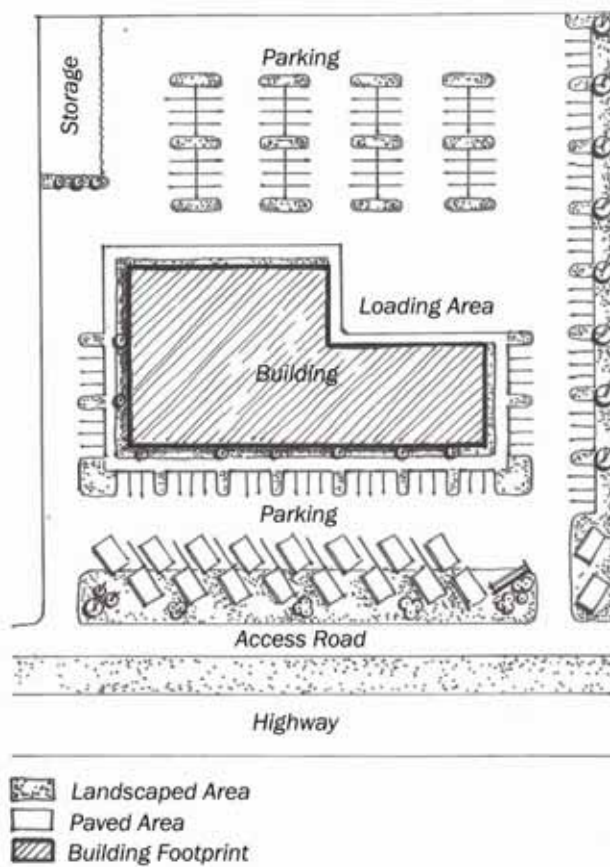 Parking
Storage
Loading Area
Building
Parking
Access Road
Highway
Landscaped Area
Paved Area
Building Footprint